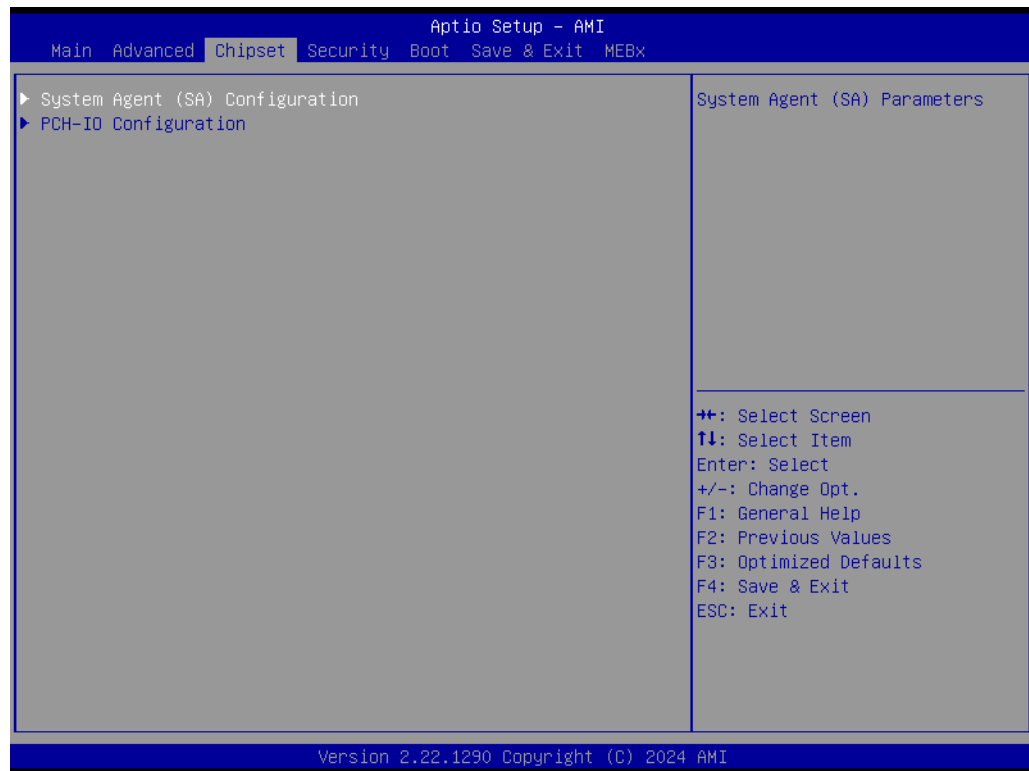 Aptio Setup – AMI
Main Advanced Chipset Security Boot Save & Exit MEBx
▶ System Agent (SA) Configuration
▶ PCH-IO Configuration
System Agent (SA) Parameters
→←: Select Screen
↑↓: Select Item
Enter: Select
+/-: Change Opt.
F1: General Help
F2: Previous Values
F3: Optimized Defaults
F4: Save & Exit
ESC: Exit
Version 2.22.1290 Copyright (C) 2024 AMI